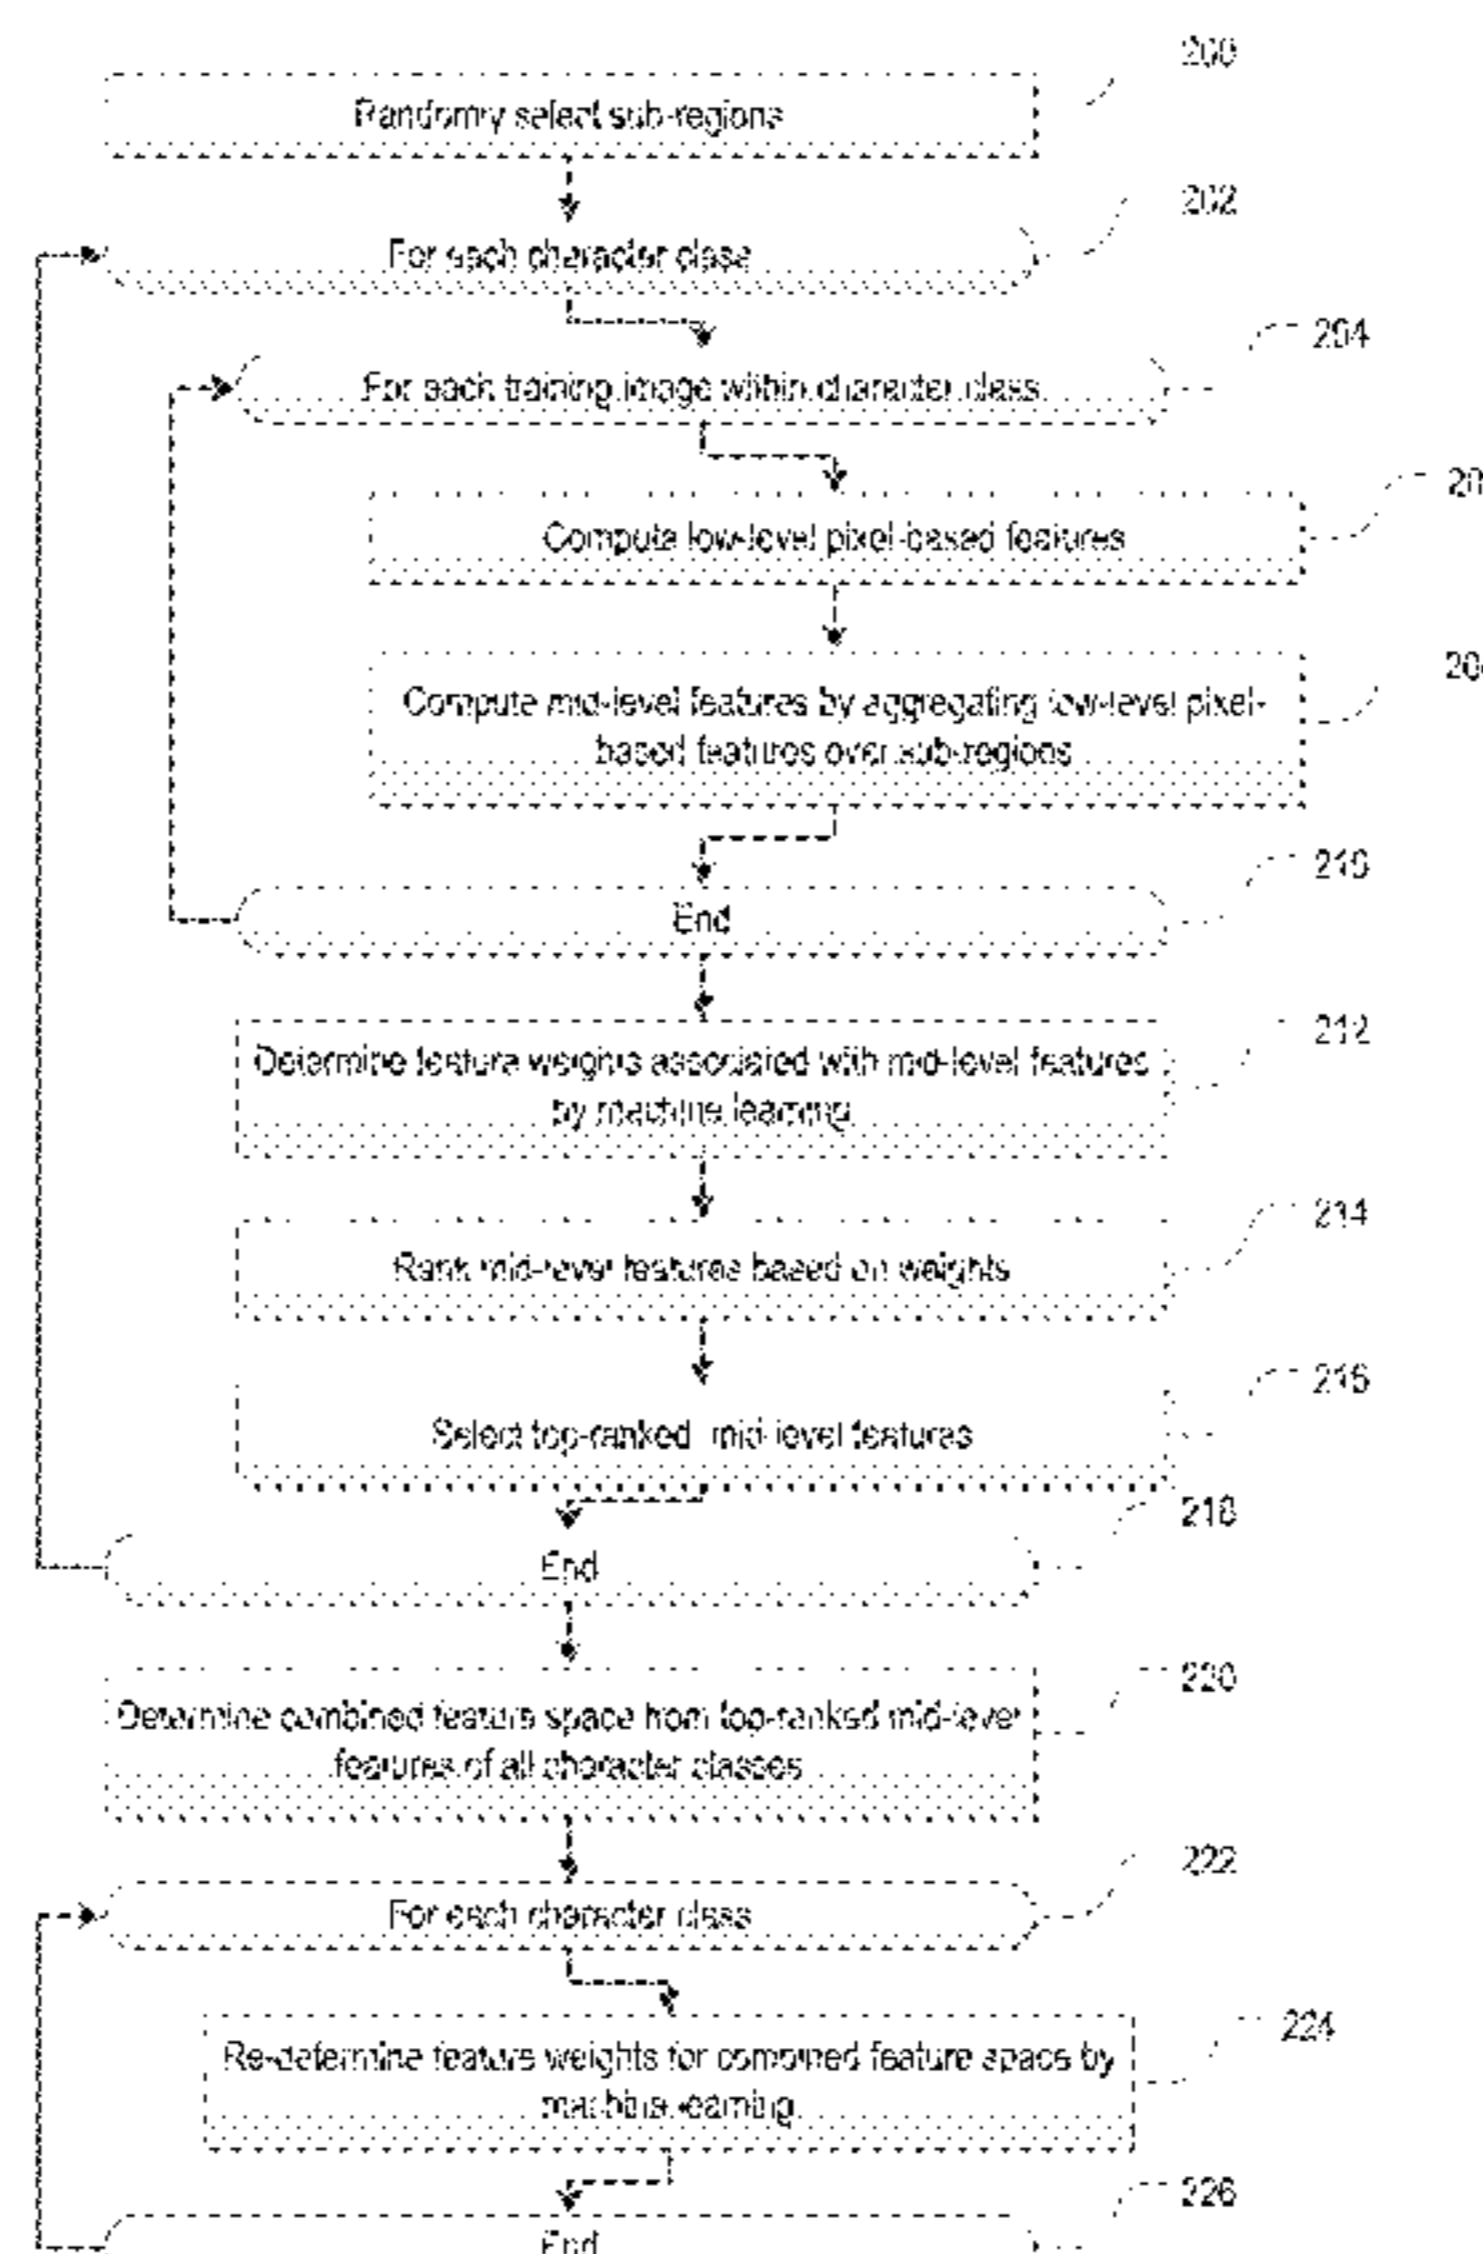 200
Randomly select sub-regions
202
For each character class
204
For each training image within character class
20
Compute low-level pixel-based features
20
Compute mid-level features by aggregating low-level pixel-
based features over sub-regions
210
End
212
Determine feature weights associated with mid-level features
by machine learning
214
Rank mid-level features based on weights
216
Select top-ranked mid-level features
218
End
220
Determine combined feature space from top-ranked mid-level
features of all character classes
222
For each character class
224
Re-determine feature weights for combined feature space by
machine learning
226
End